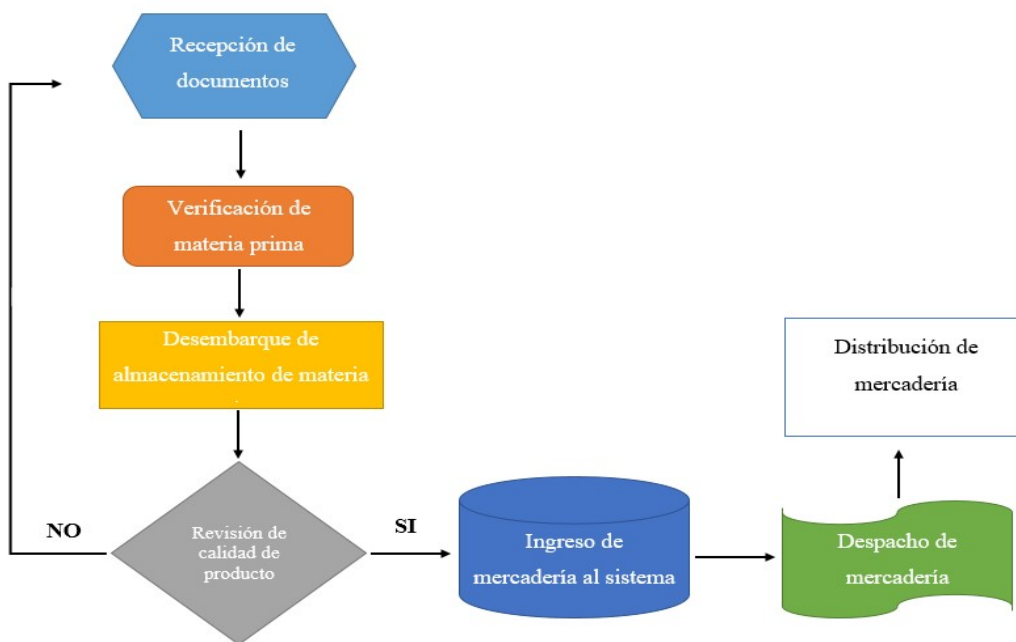 Recepción de
documentos
Verificación de
materia prima
Desembarque de
almacenamiento de materia
NO
Revisión de
calidad de
producto
SI
Ingreso de
mercadería al sistema
Despacho de
mercadería
Distribución de
mercadería